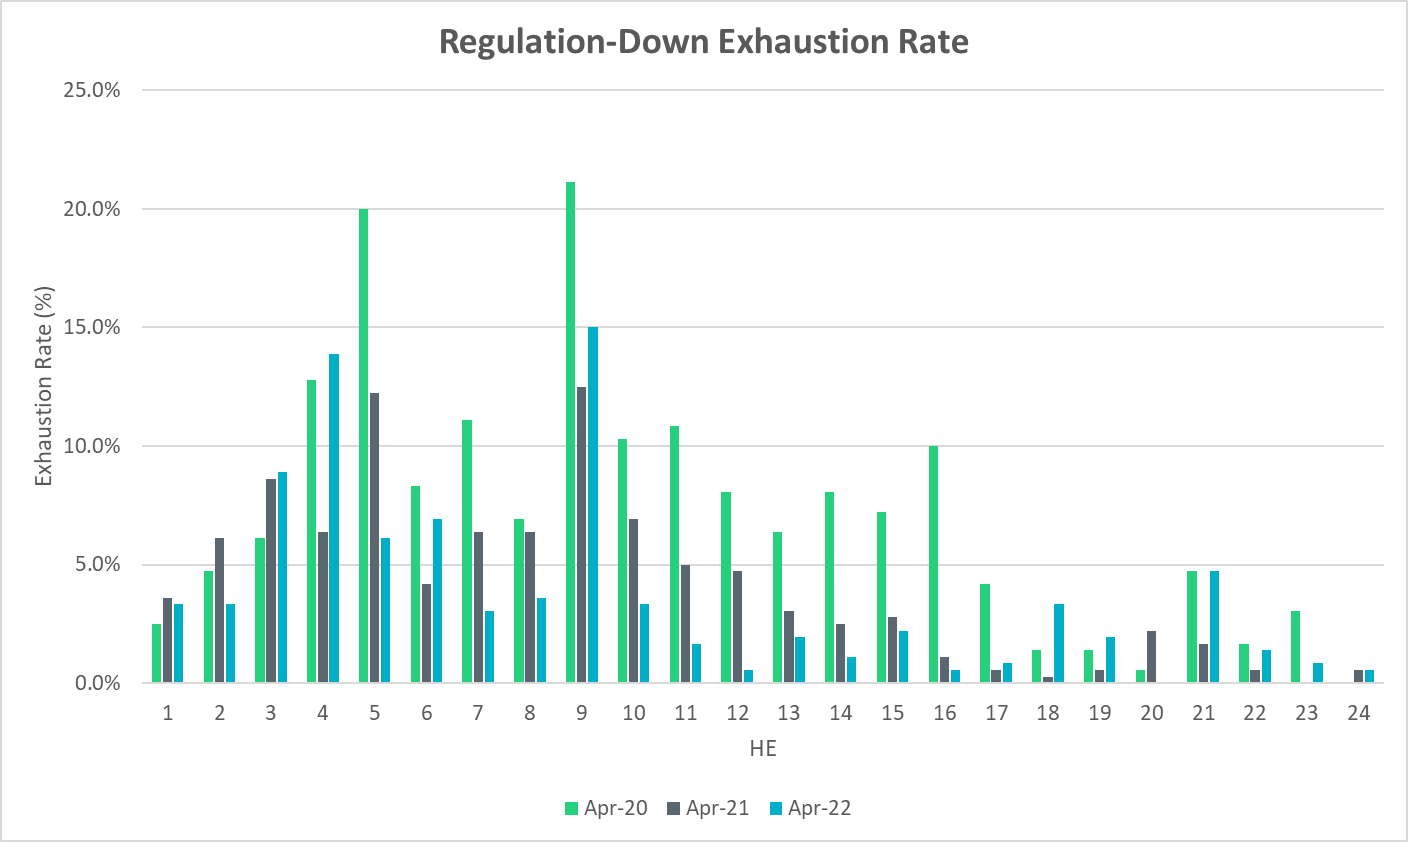 Regulation-Down Exhaustion Rate
25.0%
20.0%
15.0%
10.0%
5.0%
0.0%
Exhaustion Rate (%)
1 2 3 4 5 6 7 8 9 10 11 12 13 14 15 16 17 18 19 20 21 22 23 24
HE
Apr-20 Apr-21 Apr-22